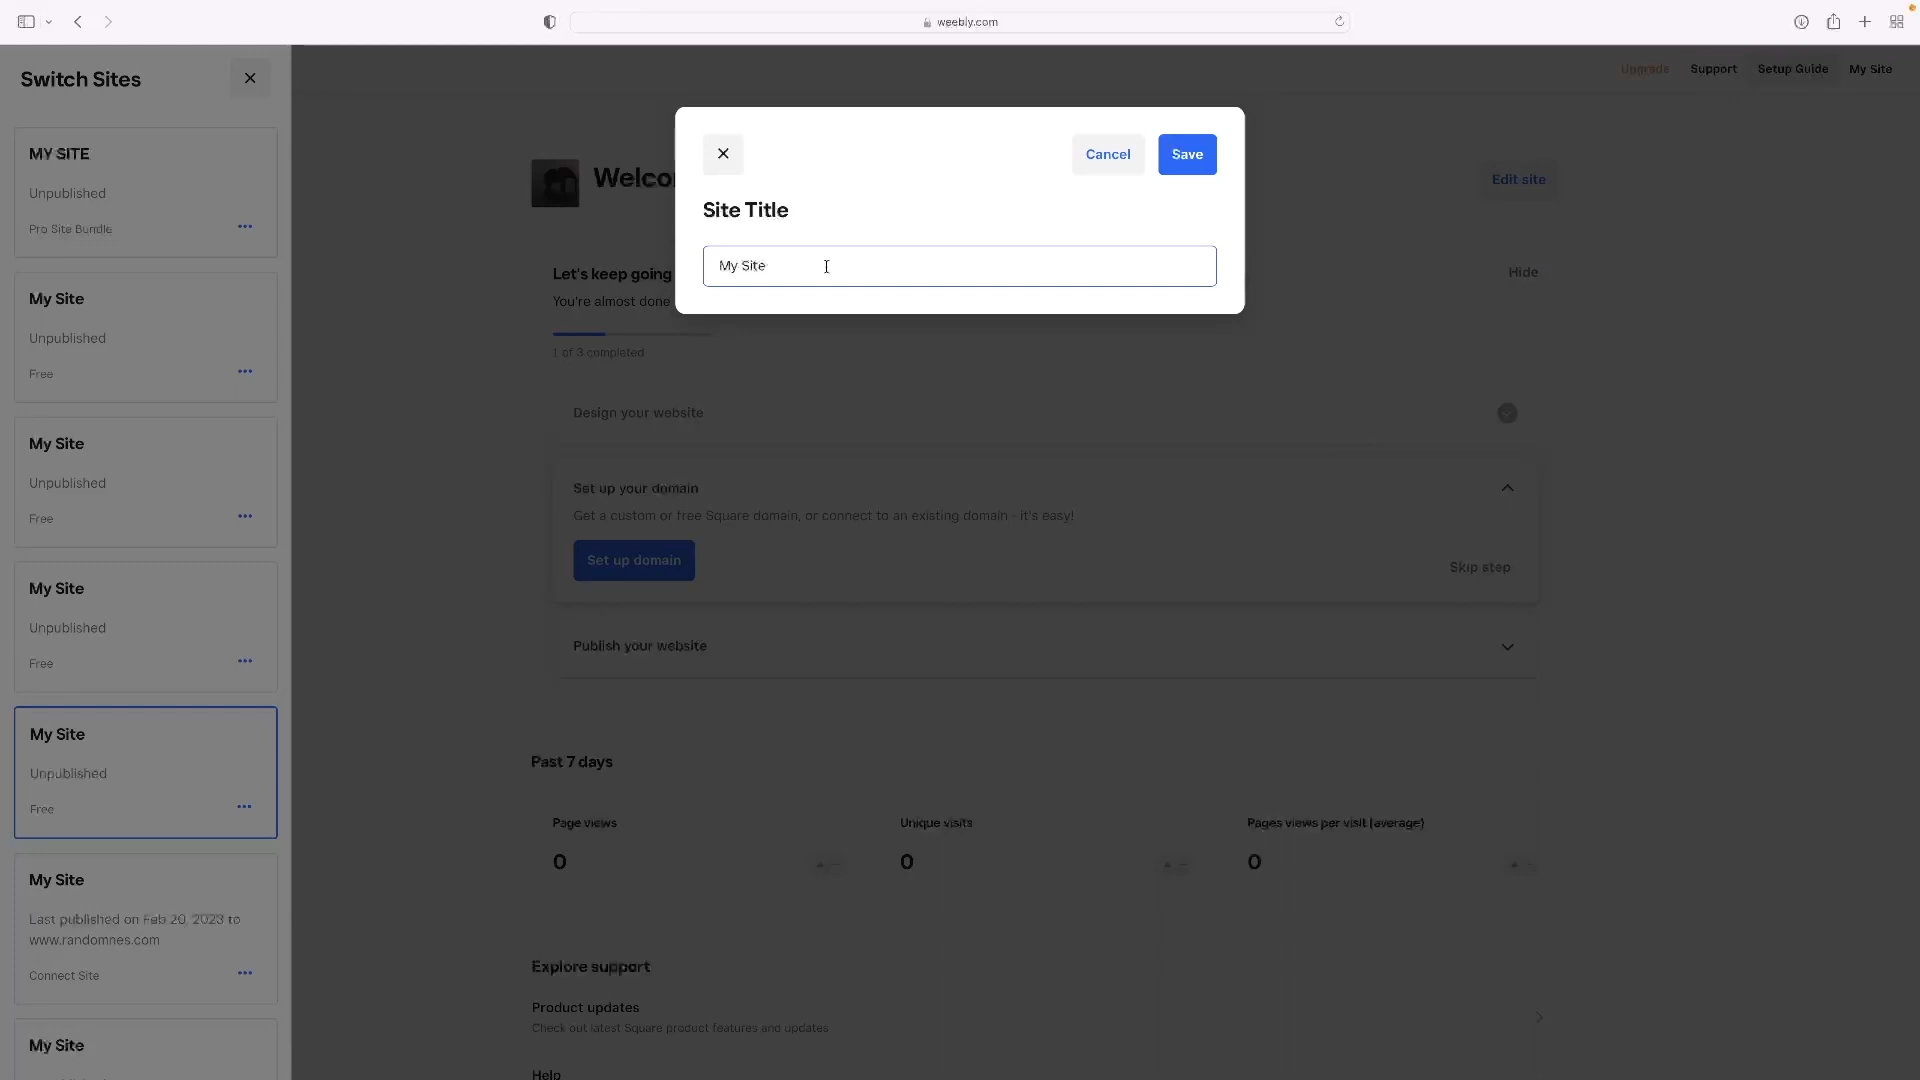 weebly.com
Switch Sites
Upgrade
Support
Setup Guide
My Site
MY SITE
Unpublished
Pro Site Bundle
My Site
Unpublished
Free
My Site
Unpublished
Free
My Site
Unpublished
Free
My Site
Unpublished
Free
My Site
Last published on Feb 20, 2023 to
www.randomnes.com
Connect Site
My Site
Cancel
Save
Site Title
My Site
Welco
Edit site
Let's keep going
Hide
You're almost done
1 of 3 completed
Design your website
Set up your domain
Get a custom or free Square domain, or connect to an existing domain - it's easy!
Set up domain
Skip step
Publish your website
Past 7 days
Page views
Unique visits
Pages views per visit (average)
0
0
0
Explore support
Product updates
Check out latest Square product features and updates
Help